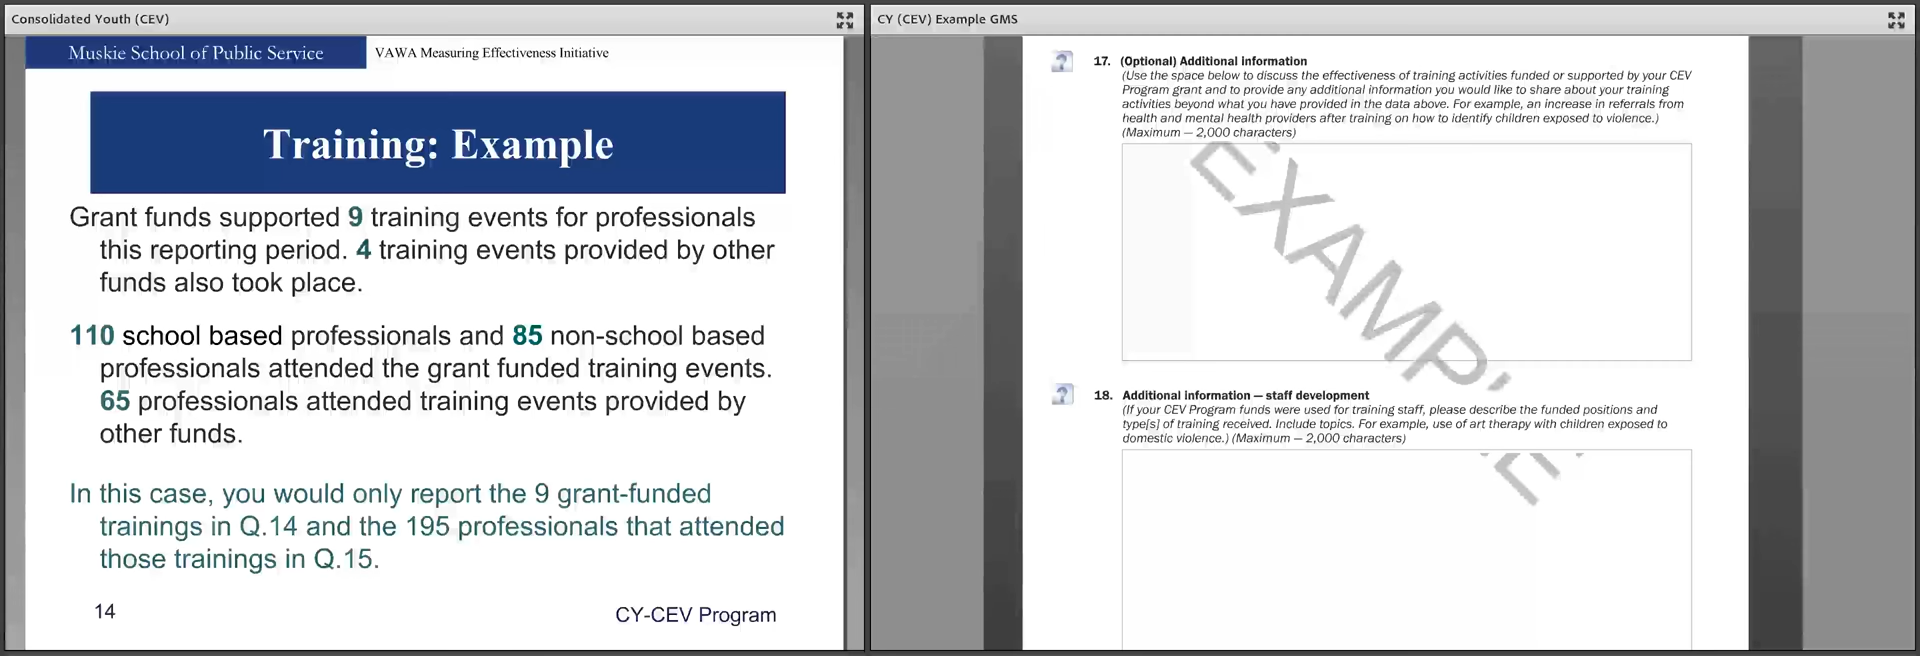 Consolidated Youth (CEV)
Muskie School of Public Service
VAWA Measuring Effectiveness Initiative
Training: Example
Grant funds supported 9 training events for professionals
this reporting period. 4 training events provided by other
funds also took place.
110 school based professionals and 85 non-school based
professionals attended the grant funded training events.
65 professionals attended training events provided by
other funds.
In this case, you would only report the 9 grant-funded
trainings in Q.14 and the 195 professionals that attended
those trainings in Q.15.
14
CY-CEV Program
CY (CEV) Example GMS
?
17. (Optional) Additional information
(Use the space below to discuss the effectiveness of training activities funded or supported by your CEV
Program grant and to provide any additional information you would like to share about your training
activities beyond what you have provided in the data above. For example, an increase in referrals from
health and mental health providers after training on how to identify children exposed to violence.)
(Maximum — 2,000 characters)
EXAMPLE
?
18. Additional information — staff development
(If your CEV Program funds were used for training staff, please describe the funded positions and
type[s] of training received. Include topics. For example, use of art therapy with children exposed to
domestic violence.) (Maximum — 2,000 characters)